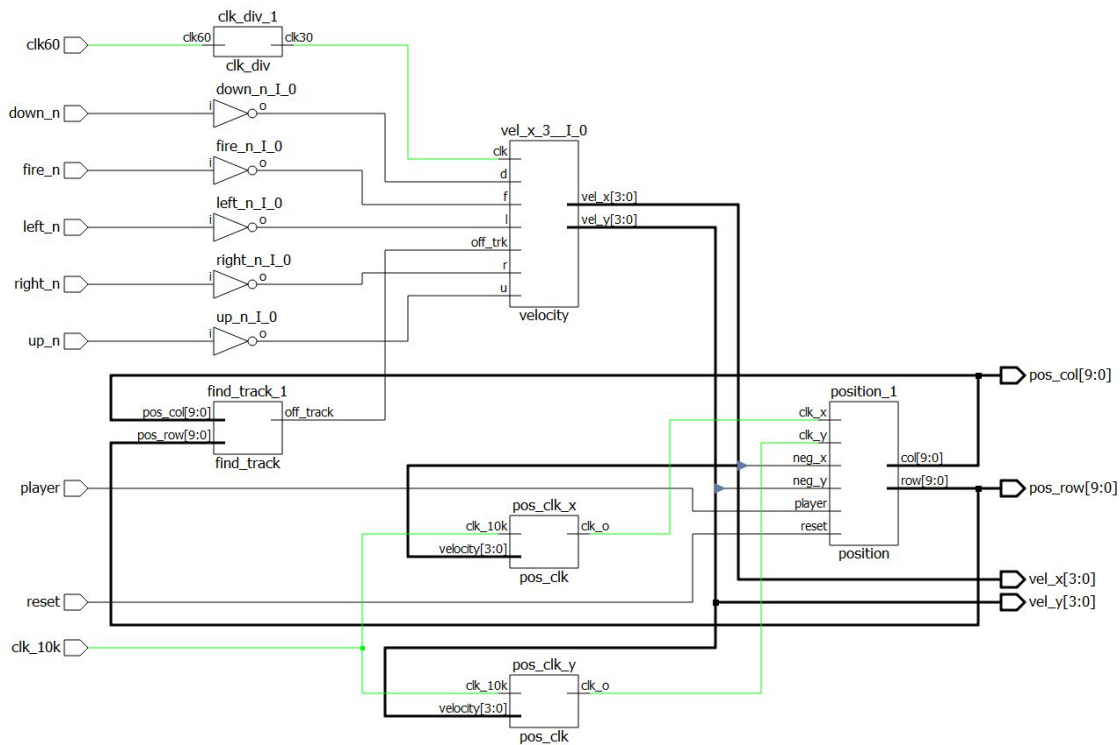 clk_div_1
clk60
clk60
clk30
clk_div
down_n_I_0
down_n
i
o
fire_n_I_0
fire_n
i
o
left_n_I_0
left_n
i
o
right_n_I_0
right_n
i
o
up_n_I_0
up_n
i
o
vel_x_3__I_0
clk
d
f
l
off_trk
r
u
vel_x[3:0]
vel_y[3:0]
velocity
find_track_1
pos_col[9:0]
pos_row[9:0]
off_track
find_track
position_1
clk_x
clk_y
neg_x
neg_y
player
reset
col[9:0]
row[9:0]
position
pos_col[9:0]
pos_row[9:0]
player
pos_clk_x
clk_10k
velocity[3:0]
clk_o
pos_clk
vel_x[3:0]
vel_y[3:0]
reset
clk_10k
pos_clk_y
clk_10k
velocity[3:0]
clk_o
pos_clk